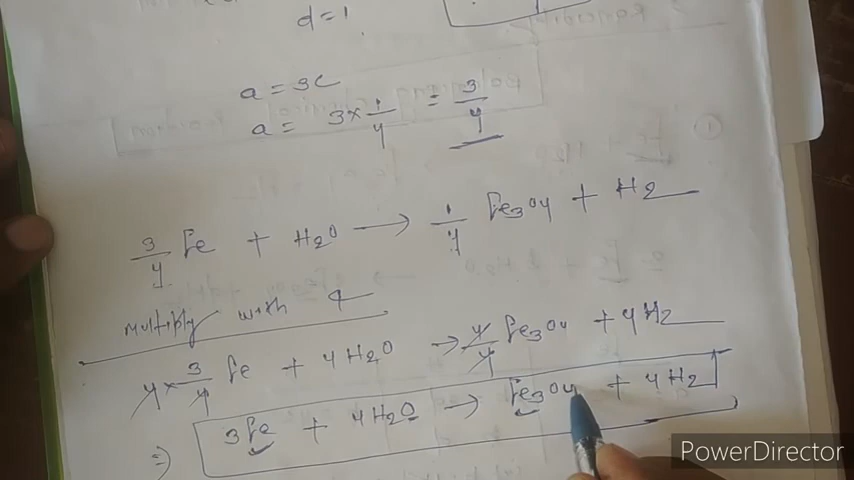 d=1
a = 3c
a = 3×1/4 = 3/4
3/4 Fe + H2O → 1/4 Fe3O4 + H2
Multiply with 4
4×3/4 Fe + 4H2O → 4/4 Fe3O4 + 4H2
⇒ 3Fe + 4H2O → Fe3O4 + 4H2
PowerDirector